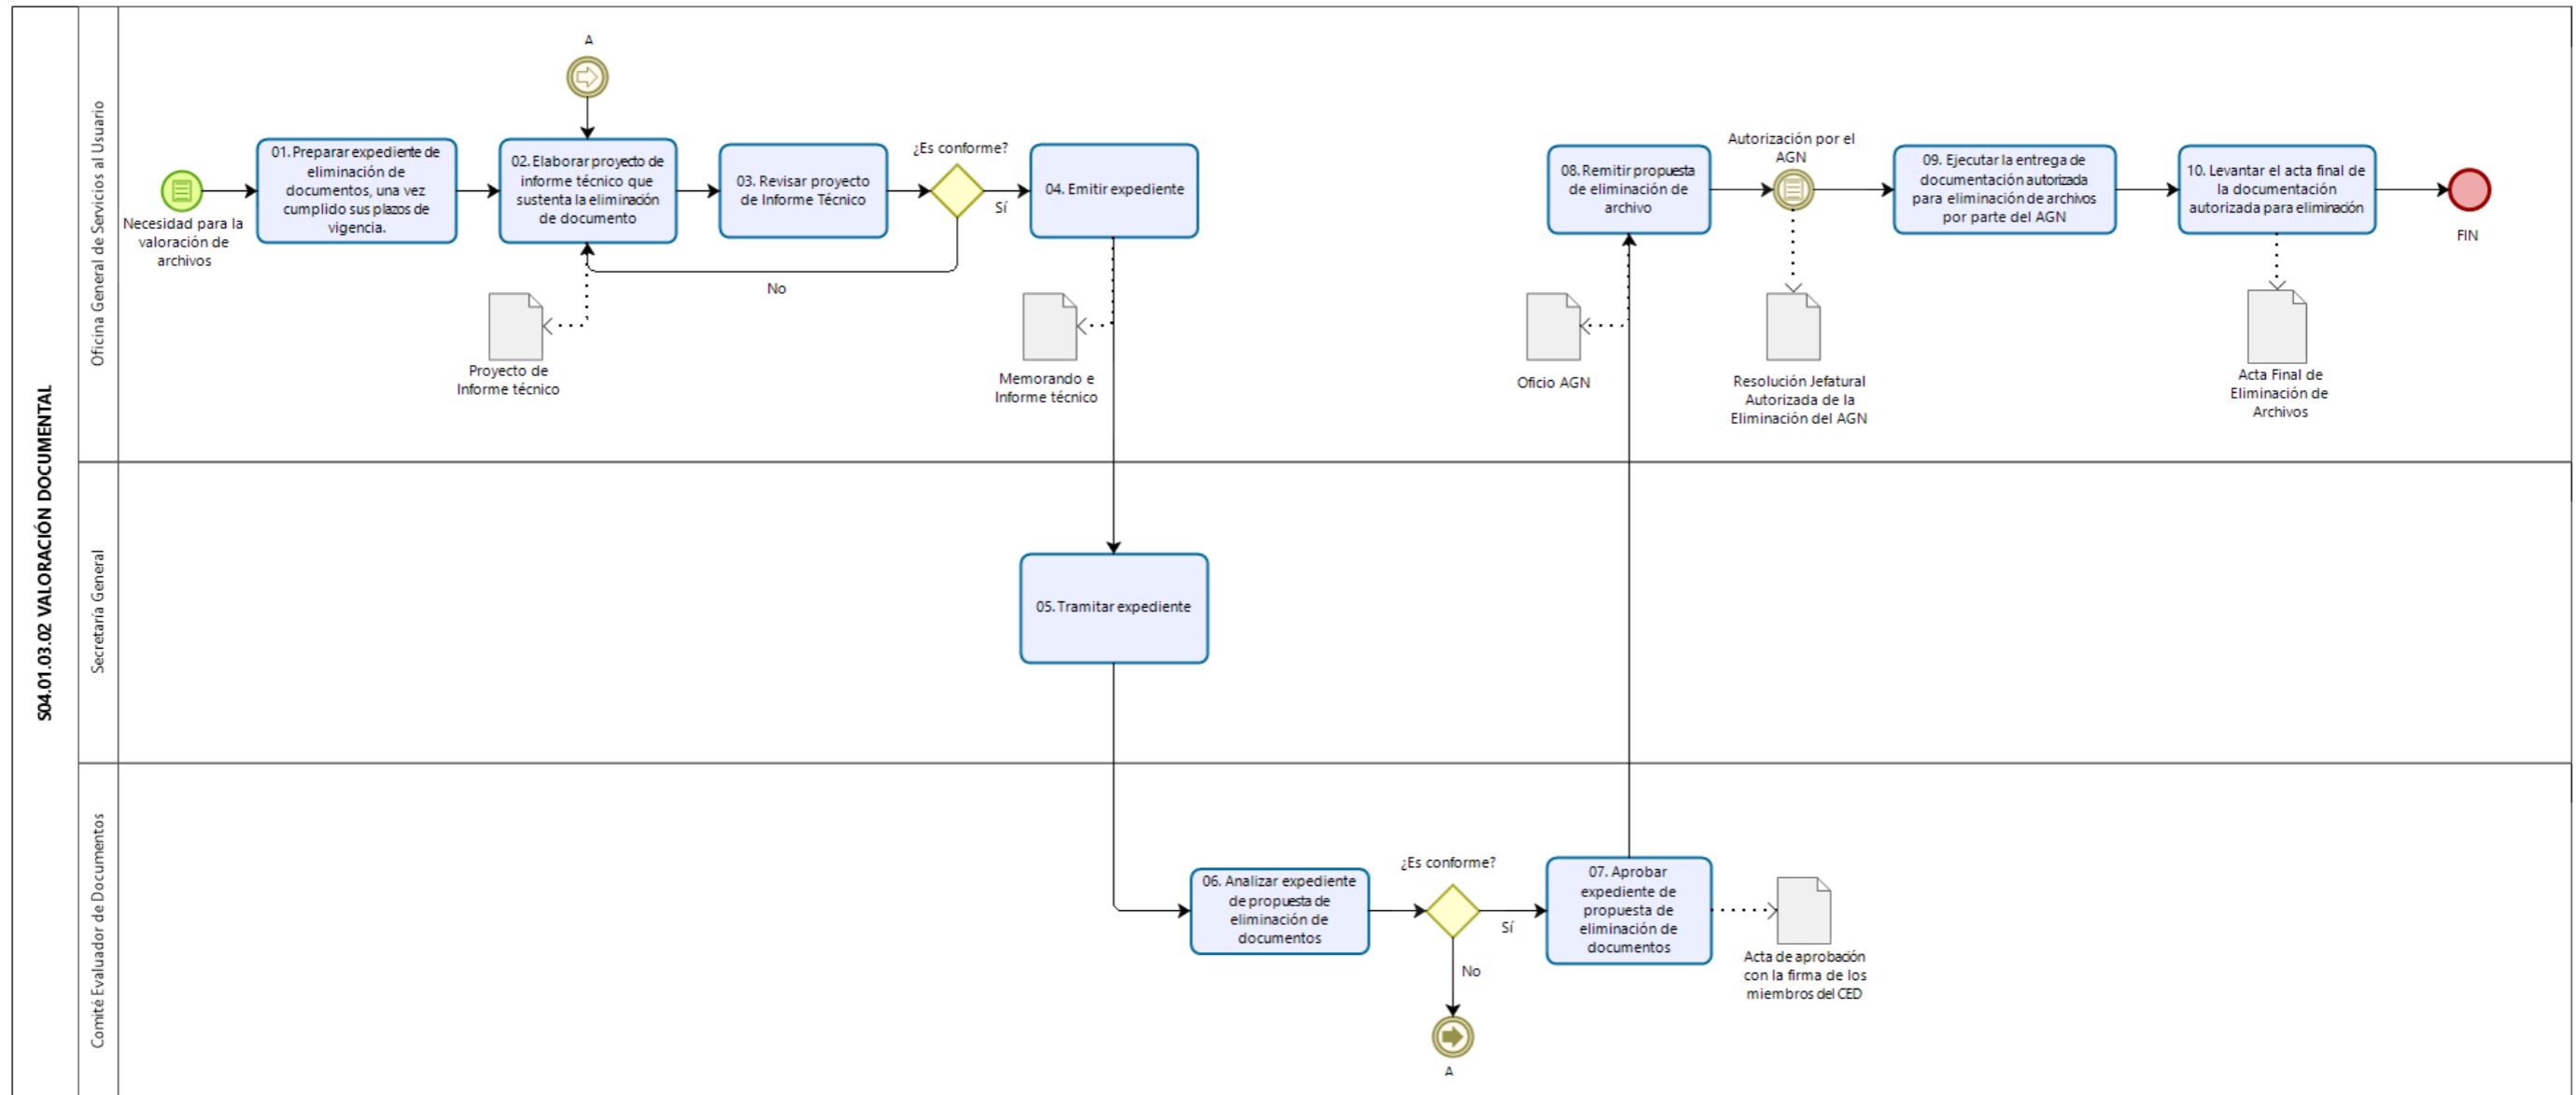 S04.01.03.02 VALORACIÓN DOCUMENTAL
Oficina General de Servicios al Usuario
A
Necesidad para la
valoración de
archivos
01. Preparar expediente de
eliminación de
documentos, una vez
cumplido sus plazos de
vigencia.
02. Elaborar proyecto de
informe técnico que
sustenta la eliminación
de documento
03. Revisar proyecto
de Informe Técnico
¿Es conforme?
Sí
No
04. Emitir expediente
Proyecto de
Informe técnico
Memorando e
Informe técnico
08. Remitir propuesta
de eliminación de
archivo
Autorización por el
AGN
09. Ejecutar la entrega de
documentación autorizada
para eliminación de archivos
por parte del AGN
10. Levantar el acta final de
la documentación
autorizada para eliminación
FIN
Oficio AGN
Resolución Jefatural
Autorizada de la
Eliminación del AGN
Acta Final de
Eliminación de
Archivos
Secretaría General
05. Tramitar expediente
Comité Evaluador de Documentos
06. Analizar expediente
de propuesta de
eliminación de
documentos
¿Es conforme?
Sí
No
A
07. Aprobar
expediente de
propuesta de
eliminación de
documentos
Acta de aprobación
con la firma de los
miembros del CED